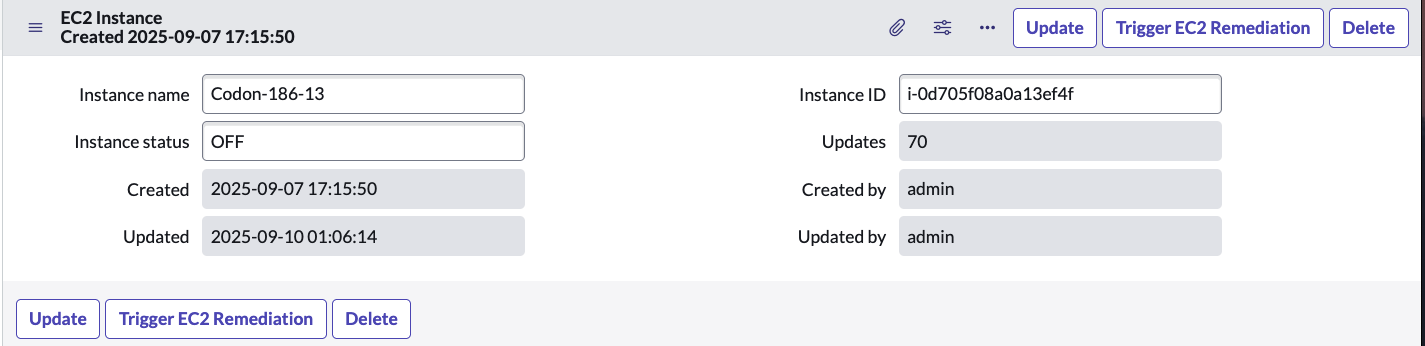 EC2 Instance
Created 2025-09-07 17:15:50
Update
Trigger EC2 Remediation
Delete
Instance name
Codon-186-13
Instance ID
i-0d705f08a0a13ef4f
Instance status
OFF
Updates
70
Created
2025-09-07 17:15:50
Created by
admin
Updated
2025-09-10 01:06:14
Updated by
admin
Update
Trigger EC2 Remediation
Delete